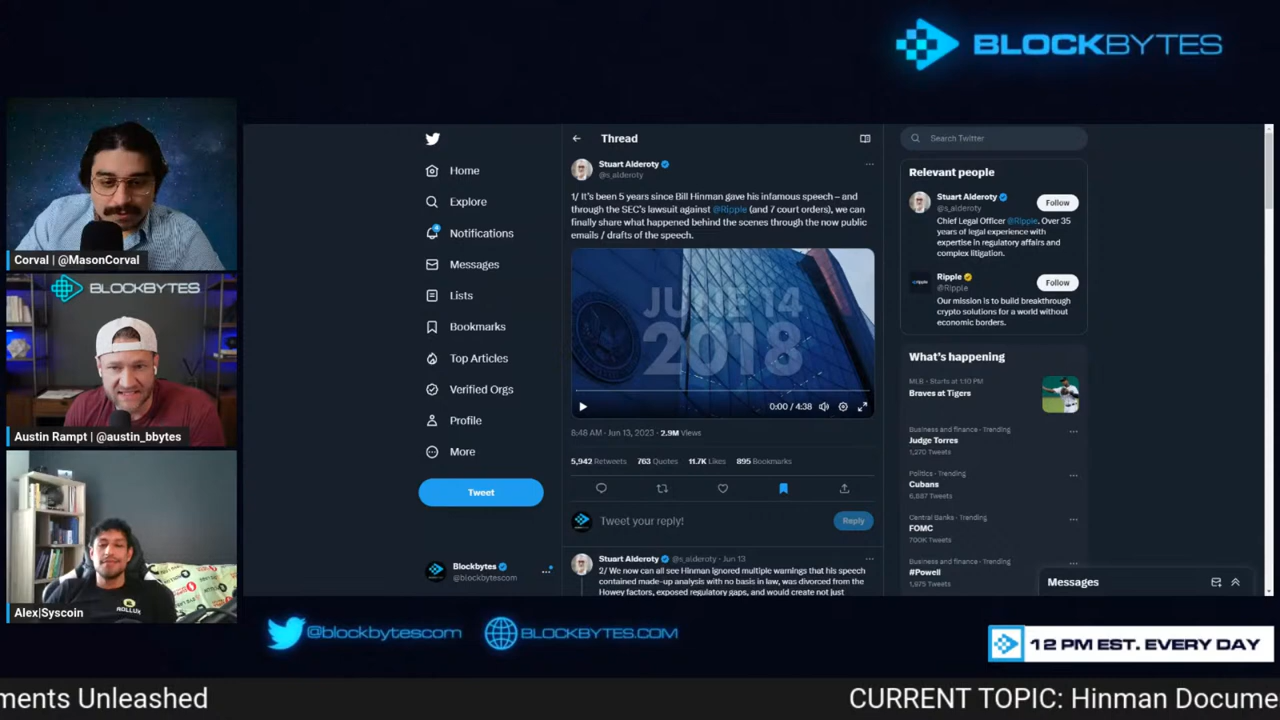 BLOCKBYTES
Corval | @MasonCorval
BLOCKBYTES
Austin Rampt | @austin_bbytes
ROLLUX
Alex|Syscoin
Home
Explore
Notifications
Messages
Lists
Bookmarks
Top Articles
Verified Orgs
Profile
More
Tweet
Blockbytes
@blockbytescom
Thread
Stuart Alderoty
@s_alderoty
1/ It's been 5 years since Bill Hinman gave his infamous speech – and
through the SEC's lawsuit against @Ripple (and 7 court orders), we can
finally share what happened behind the scenes through the now public
emails / drafts of the speech.
JUNE 14
2018
0:00 / 4:38
8:48 AM · Jun 13, 2023 · 2.9M Views
5,942 Retweets 763 Quotes 11.7K Likes 895 Bookmarks
Tweet your reply!
Reply
Stuart Alderoty @s_alderoty · Jun 13
2/ We now can all see Hinman ignored multiple warnings that his speech
contained made-up analysis with no basis in law, was divorced from the
Howey factors, exposed regulatory gaps, and would create not just
Search Twitter
Relevant people
Stuart Alderoty
@s_alderoty
Follow
Chief Legal Officer @Ripple. Over 35
years of legal experience with
expertise in regulatory affairs and
complex litigation.
Ripple
@Ripple
Follow
Our mission is to build breakthrough
crypto solutions for a world without
economic borders.
What's happening
MLB · Starts at 1:10 PM
Braves at Tigers
Business and finance · Trending
Judge Torres
1,270 Tweets
Politics · Trending
Cubans
6,887 Tweets
Central Banks · Trending
FOMC
700K Tweets
Business and finance · Trending
#Powell
1,975 Tweets
Messages
@blockbytescom
BLOCKBYTES.COM
12 PM EST. EVERY DAY
ments Unleashed
CURRENT TOPIC: Hinman Docume